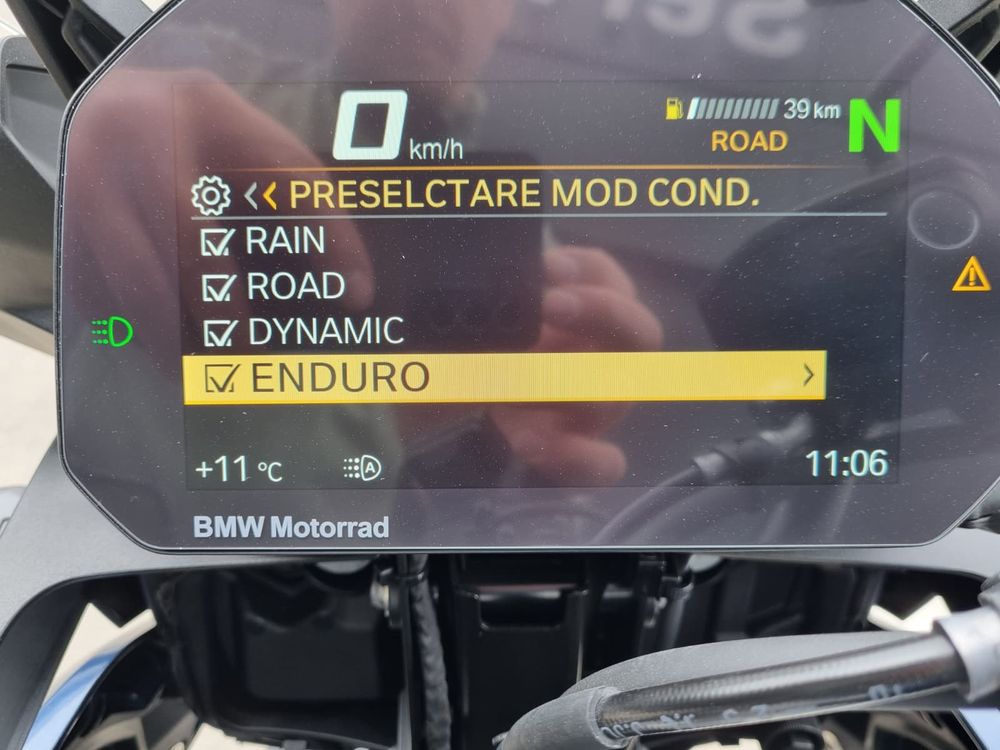 0 km/h
39 km
ROAD
N
<< PRESELCTARE MOD COND.
RAIN
ROAD
DYNAMIC
ENDURO >
+11 °C
A
11:06
BMW Motorrad